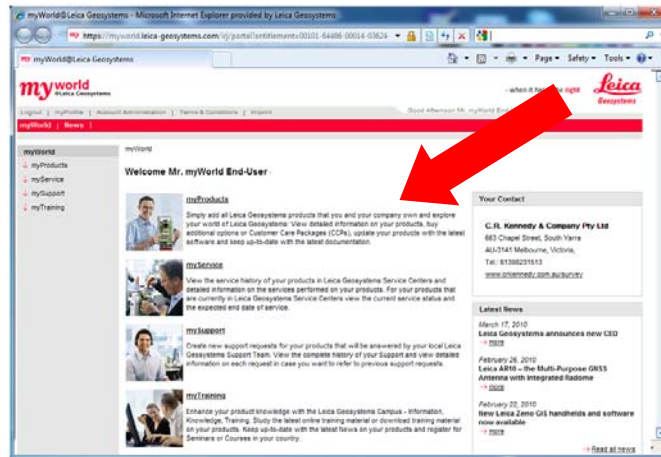 myWorld@Leica Geosystems - Microsoft Internet Explorer provided by Leica Geosystems
https://myworld.leica-geosystems.com/irj/portal?entitlement=00101-64486-00014-03624
myWorld@Leica Geosystems
Page Safety Tools
my world
@Leica Geosystems
- when it has to be right
Leica
Geosystems
Logout | myProfile | Account Administration | Terms & Conditions | Imprint
Good Afternoon Mr. myWorld End
myWorld | News |
myWorld
myProducts
myService
mySupport
myTraining
myWorld
Welcome Mr. myWorld End-User
myProducts
Simply add all Leica Geosystems products that you and your company own and explore
your world of Leica Geosystems: View detailed information on your products, buy
additional options or Customer Care Packages (CCPs), update your products with the latest
software and keep up-to-date with the latest documentation.
myService
View the service history of your products in Leica Geosystems Service Centers and
detailed information on the services performed on your products. For your products that
are currently in Leica Geosystems Service Centers view the current service status and
the expected end date of service.
mySupport
Create new support requests for your products that will be answered by your local Leica
Geosystems Support Team. View the complete history of your Support and view detailed
information on each request in case you want to refer to previous support requests.
myTraining
Enhance your product knowledge with the Leica Geosystems Campus - Information,
Knowledge, Training. Study the latest online training material or download training material
on your products. Keep up-to-date with the latest News on your products and register for
Seminars or Courses in your country.
Your Contact
C.R. Kennedy & Company Pty Ltd
663 Chapel Street, South Yarra
AU-3141 Melbourne, Victoria,
Tel.: 61398231513
www.crkennedy.com.au/survey
Latest News
March 17, 2010
Leica Geosystems announces new CEO
→ more
February 26, 2010
Leica AR10 – the Multi-Purpose GNSS
Antenna with Integrated Radome
→ more
February 22, 2010
New Leica Zeno GIS handhelds and software
now available
→ more
→ Read all news